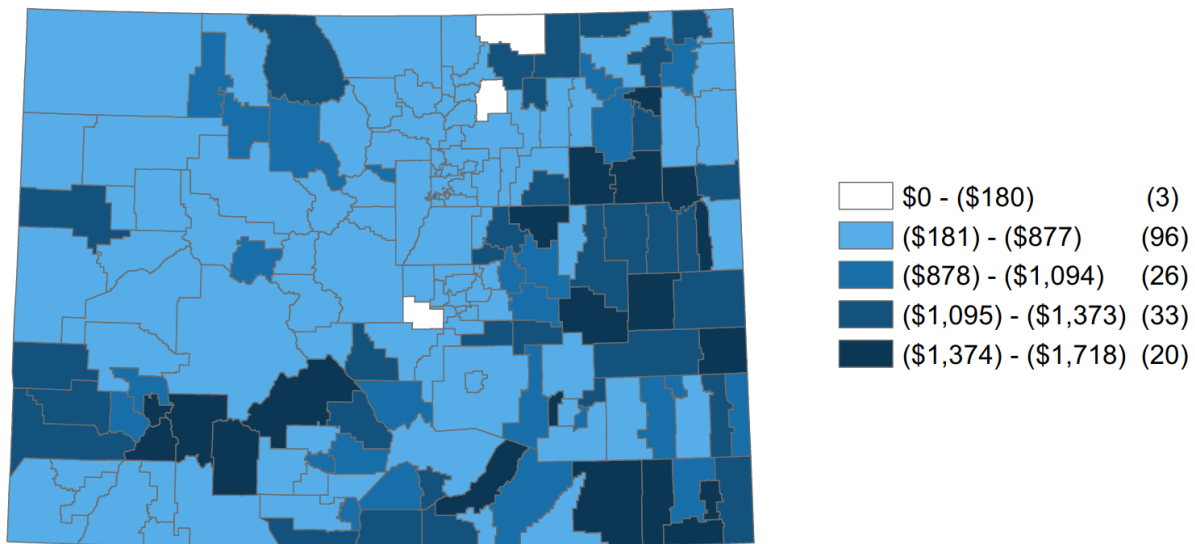 $0 - ($180) (3)
($181) - ($877) (96)
($878) - ($1,094) (26)
($1,095) - ($1,373) (33)
($1,374) - ($1,718) (20)